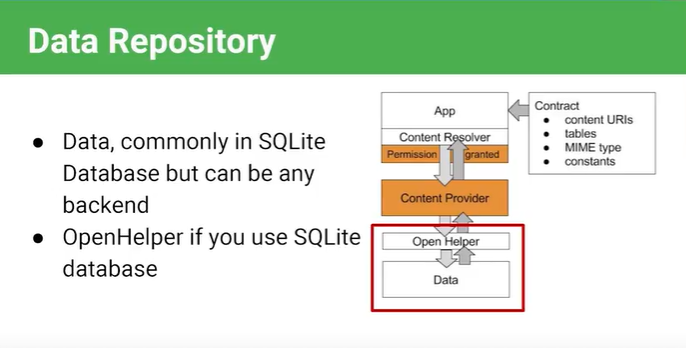 Data Repository
● Data, commonly in SQLite
Database but can be any
backend
● OpenHelper if you use SQLite
database
App
Content Resolver
Permission granted
Content Provider
Open Helper
Data
Contract
● content URIs
● tables
● MIME type
● constants